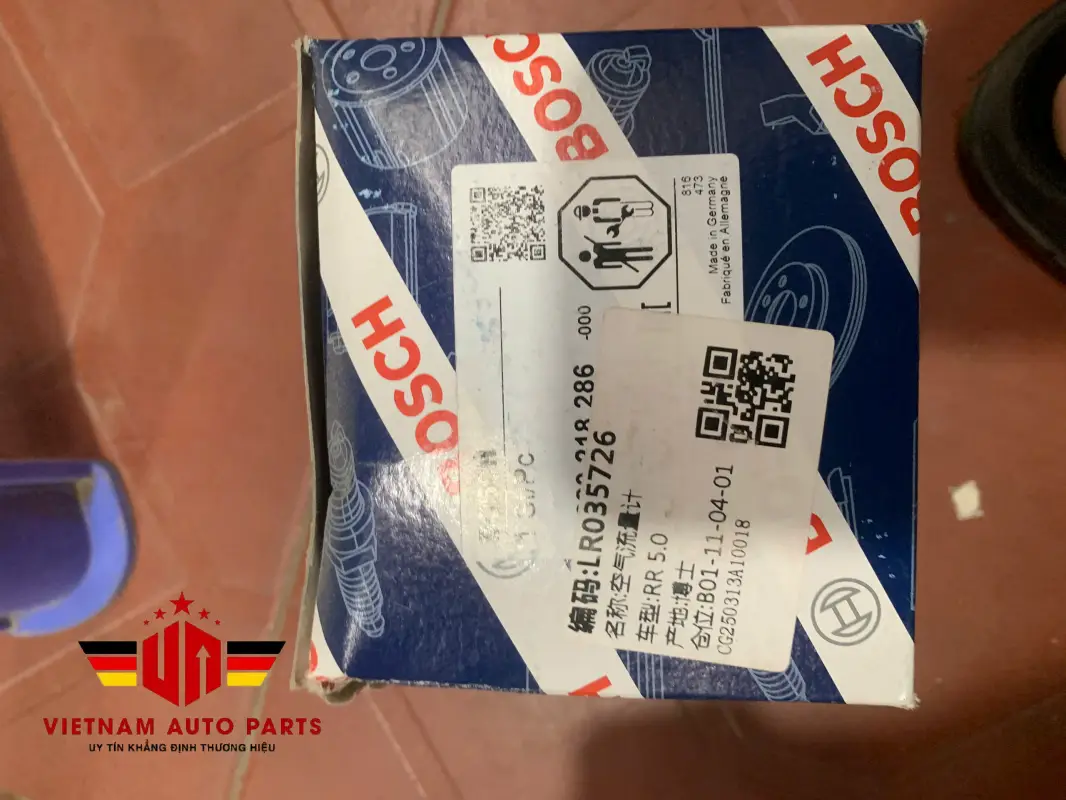 BOSCH
BOSCH
BOSCH
BOSCH
816
473
Made in Germany
Fabriqué en Allemagne
218 286 -000
编码:LR035726
名称:空气流量计
车型:RR 5.0
产地:博士
仓位:B01-11-04-01
CG250313A10018
VIETNAM AUTO PARTS
UY TÍN KHẲNG ĐỊNH THƯƠNG HIỆU